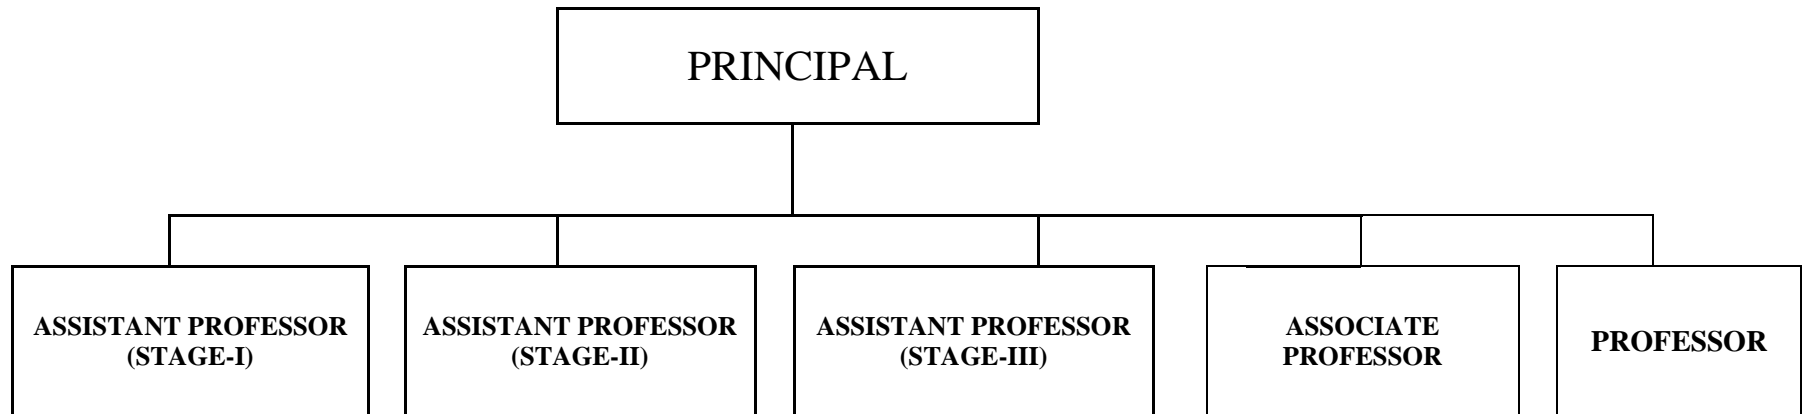 PRINCIPAL
ASSISTANT PROFESSOR
(STAGE-I)
ASSISTANT PROFESSOR
(STAGE-II)
ASSISTANT PROFESSOR
(STAGE-III)
ASSOCIATE
PROFESSOR
PROFESSOR